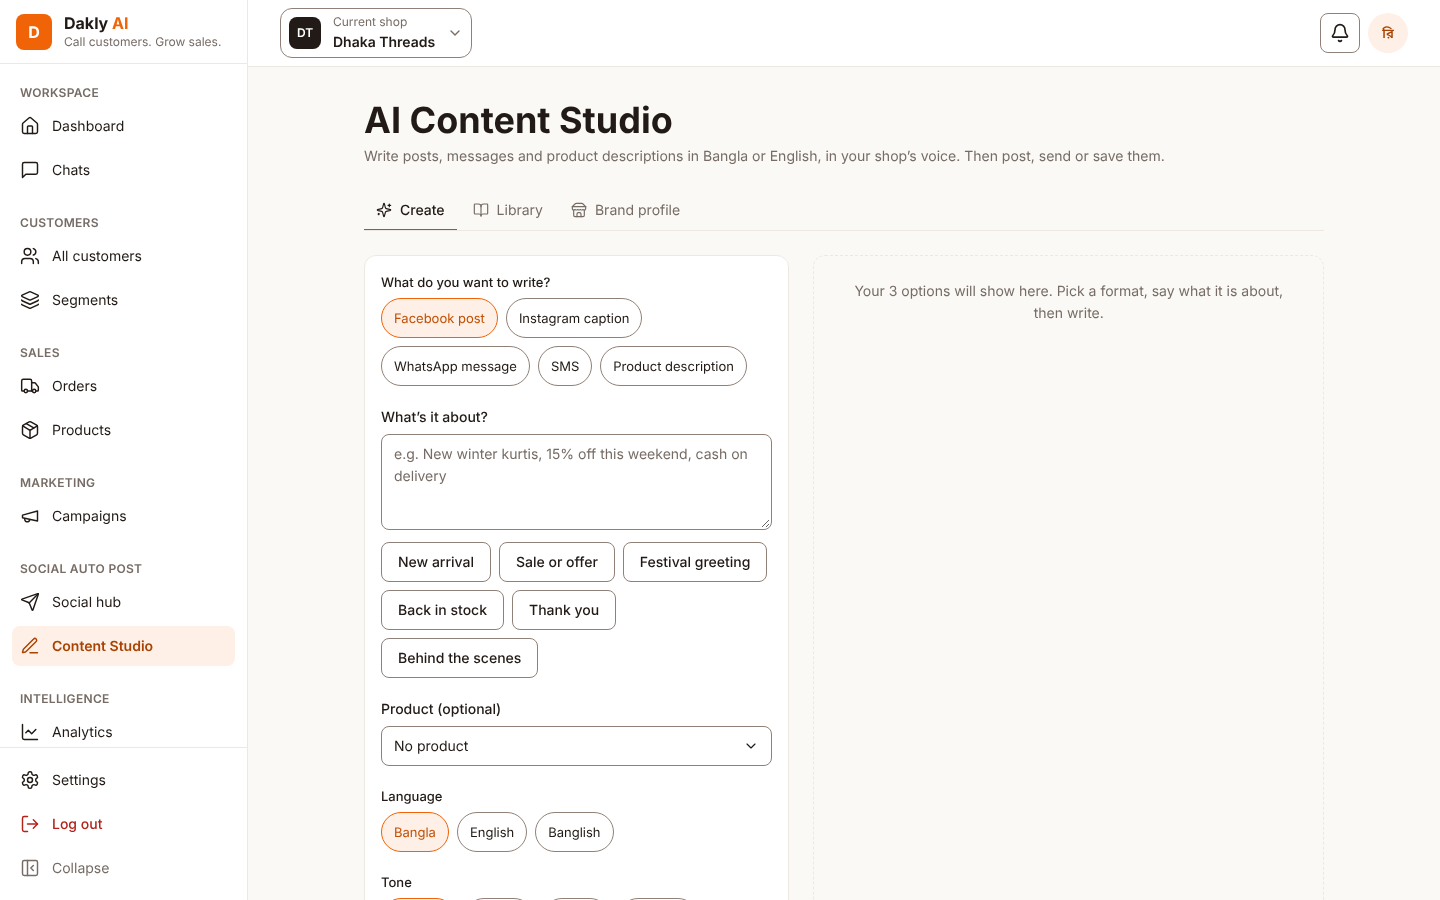 D
Dakly AI
Call customers. Grow sales.
DT
Current shop
Dhaka Threads
রি
WORKSPACE
Dashboard
Chats
CUSTOMERS
All customers
Segments
SALES
Orders
Products
MARKETING
Campaigns
SOCIAL AUTO POST
Social hub
Content Studio
INTELLIGENCE
Analytics
Settings
Log out
Collapse
AI Content Studio
Write posts, messages and product descriptions in Bangla or English, in your shop’s voice. Then post, send or save them.
Create
Library
Brand profile
What do you want to write?
Facebook post
Instagram caption
WhatsApp message
SMS
Product description
What’s it about?
e.g. New winter kurtis, 15% off this weekend, cash on
delivery
New arrival
Sale or offer
Festival greeting
Back in stock
Thank you
Behind the scenes
Product (optional)
No product
Language
Bangla
English
Banglish
Tone
Your 3 options will show here. Pick a format, say what it is about,
then write.